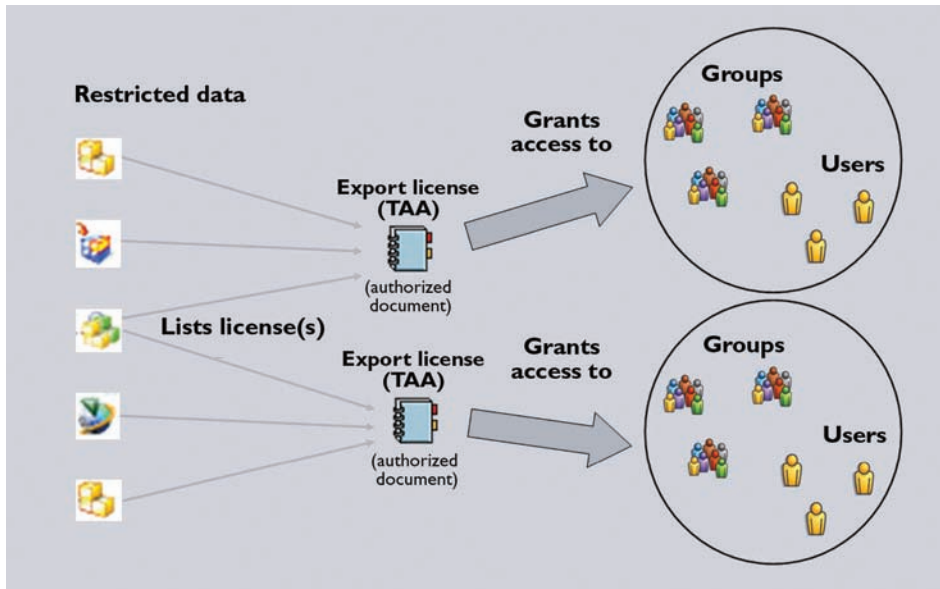 Restricted data
Export license
(TAA)
(authorized
document)
Grants
access to
Groups
Users
Lists license(s)
Export license
(TAA)
(authorized
document)
Grants
access to
Groups
Users